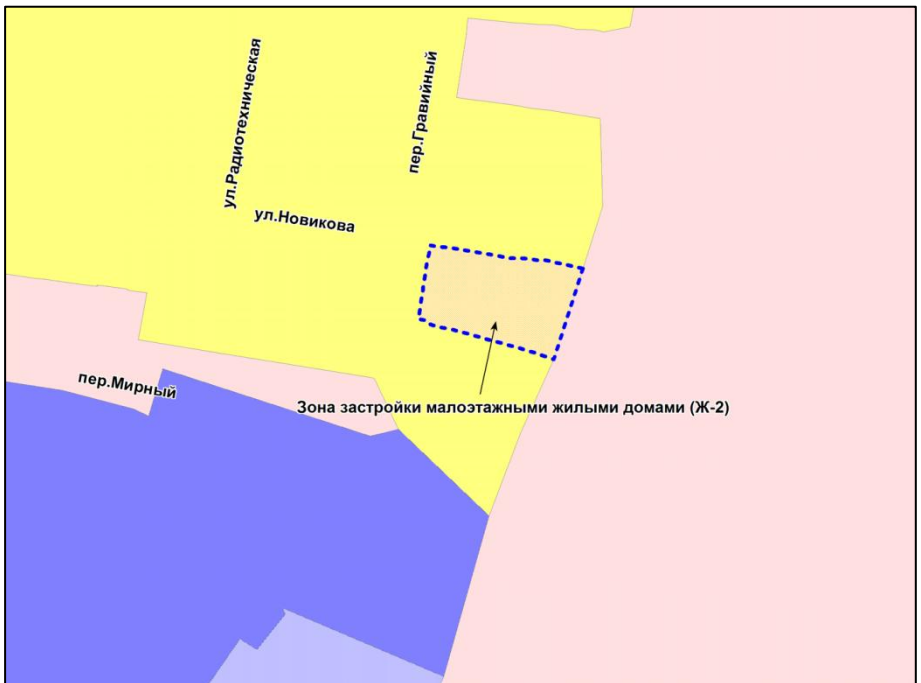 ул.Радиотехническая
пер.Гравийный
ул.Новикова
пер.Мирный
Зона застройки малоэтажными жилыми домами (Ж-2)